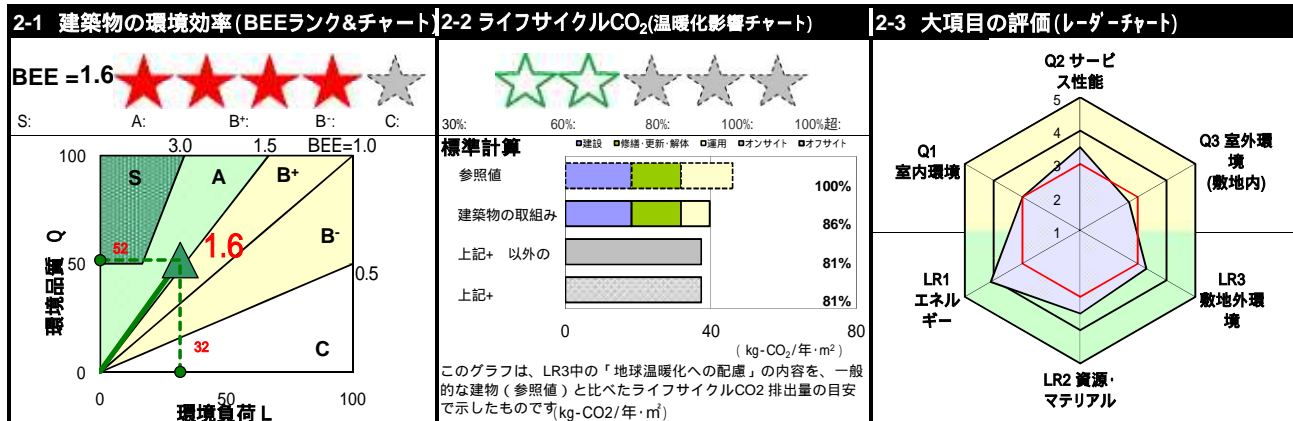 2-1 建築物の環境効率(BEEランク&チャート)
BEE =1.6
S: A: B+: B-: C:
3.0 1.5 BEE=1.0
100
S A B+
B-
1.6
52
50
0.5
32
C
0
環境品質 Q
0 50 100
環境負荷 L
2-2 ライフサイクルCO2(温暖化影響チャート)
30%: 60%: 80%: 100%: 100%超:
標準計算
建設 修繕・更新・解体 運用 オンサイト オフサイト
参照値 100%
建築物の取組み 86%
上記+ 以外の 81%
上記+ 81%
0 40 80
( kg-CO2/年・m2 )
このグラフは、LR3中の「地球温暖化への配慮」の内容を、一般
的な建物(参照値)と比べたライフサイクルCO2 排出量の目安
で示したものです(kg-CO2/年・㎡)
2-3 大項目の評価(レーダーチャート)
Q2 サービ
ス性能
5
4
3
2
1
Q1
室内環境
Q3 室外環
境
(敷地内)
LR1
エネル
ギー
LR3
敷地外環
境
LR2 資源・
マテリアル